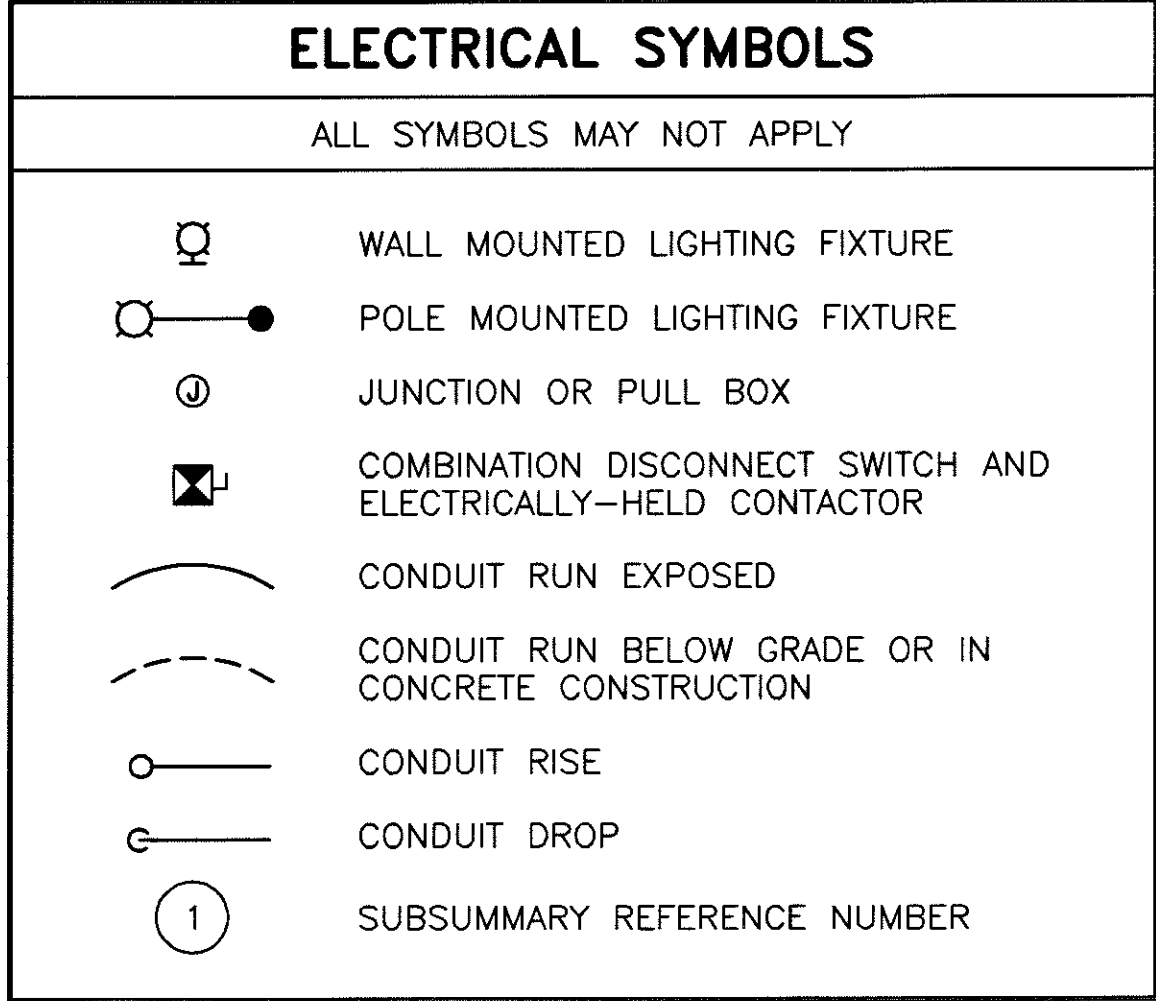 ELECTRICAL SYMBOLS
ALL SYMBOLS MAY NOT APPLY
WALL MOUNTED LIGHTING FIXTURE
POLE MOUNTED LIGHTING FIXTURE
J JUNCTION OR PULL BOX
COMBINATION DISCONNECT SWITCH AND
ELECTRICALLY-HELD CONTACTOR
CONDUIT RUN EXPOSED
CONDUIT RUN BELOW GRADE OR IN
CONCRETE CONSTRUCTION
CONDUIT RISE
CONDUIT DROP
1 SUBSUMMARY REFERENCE NUMBER